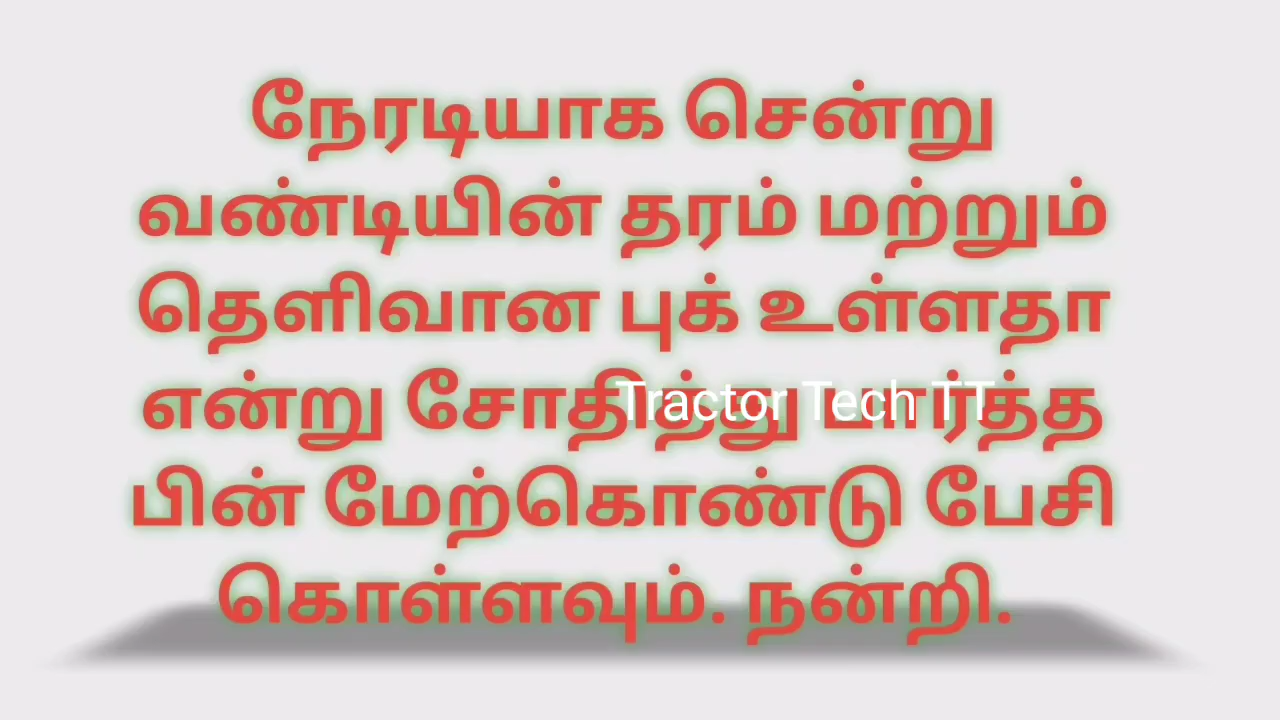 நேரடியாக சென்று
வண்டியின் தரம் மற்றும்
தெளிவான புக் உள்ளதா
என்று சோதித்து பார்த்த
பின் மேற்கொண்டு பேசி
கொள்ளவும். நன்றி.
Tractor Tech TT